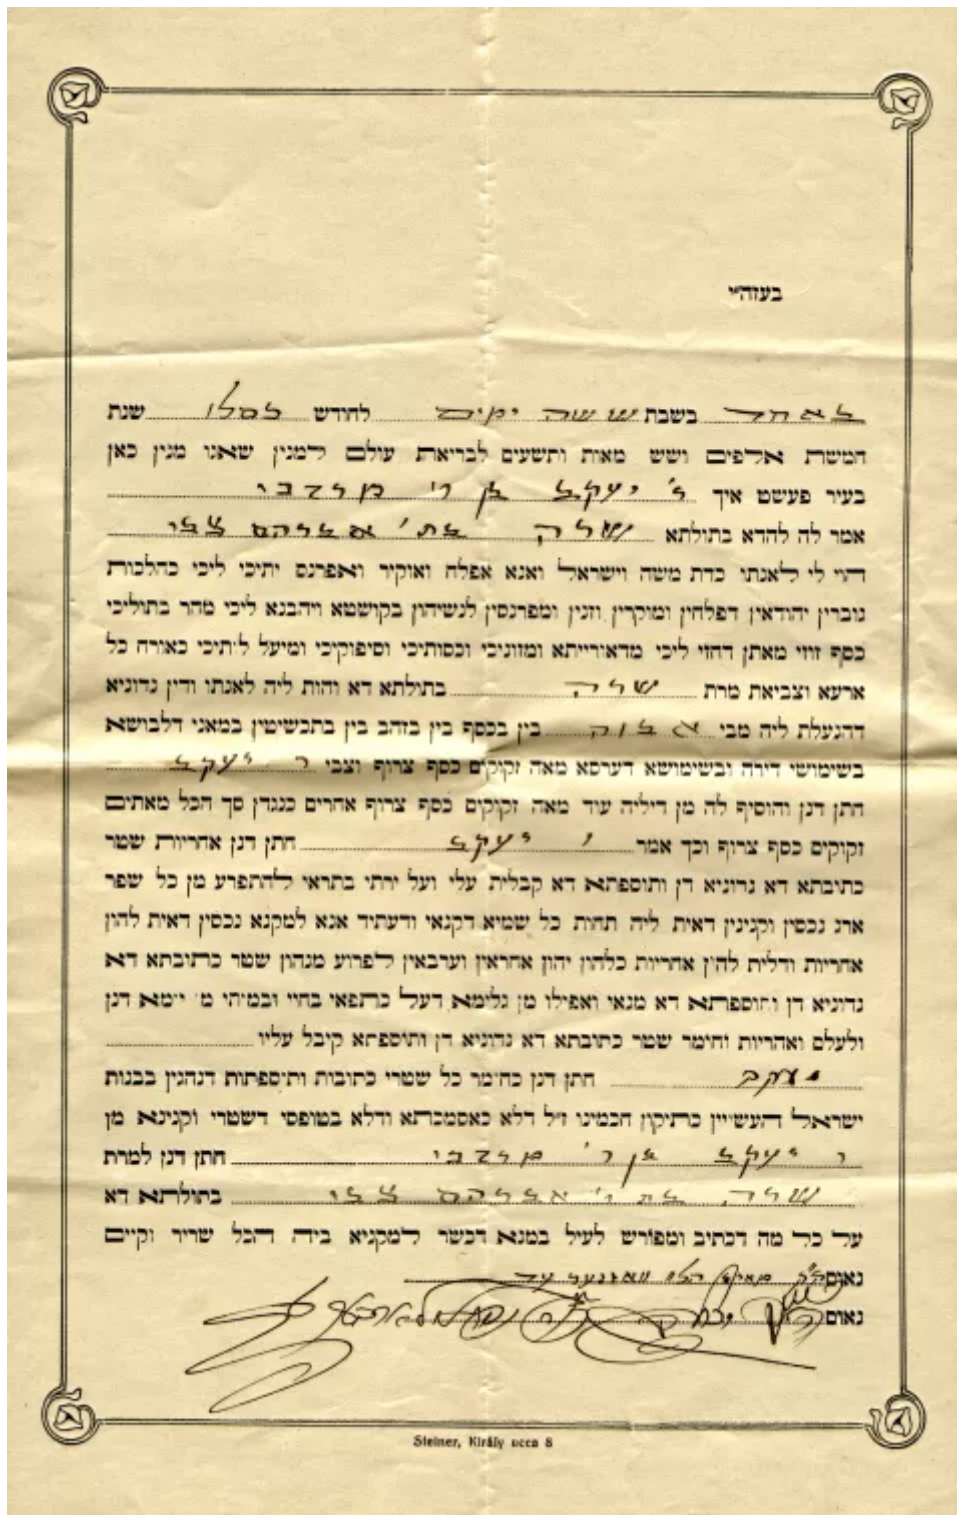 בעזה״י
באחד בשבת ששה ימים לחודש כסלו שנת
חמשת אלפים ושש מאות ותשעים לבריאת עולם למנין שאנו מנין כאן
בעיר פעשט איך ר' יעקב בן ר' מרדכי
אמר לה להדא בתולתא שרה בת ר' אברהם צבי
הוי לי לאנתו כדת משה וישראל ואנא אפלח ואוקיר ואפרנס יתיכי ליכי כהלכות
גוברין יהודאין דפלחין ומוקרין וזנין ומפרנסין לנשיהון בקושטא ויהבנא ליכי מהר בתוליכי
כסף זוזי מאתן דחזי ליכי מדאורייתא ומזוניכי וכסותיכי וסיפוקיכי ומיעל לותיכי כאורח כל
ארעא וצביאת מרת שרה בתולתא דא והות ליה לאנתו ודין נדוניא
דהנעלת ליה מבי אבוה בין בכסף בין בזהב בין בתכשיטין במאני דלבושא
בשימושי דירה ובשימושא דערסא מאה זקוקים כסף צרוף וצבי ר יעקב
חתן דנן והוסיף לה מן דיליה עוד מאה זקוקים כסף צרוף אחרים כנגדן סך הכל מאתים
זקוקים כסף צרוף וכך אמר ר יעקב חתן דנן אחריות שטר
כתובתא דא נדוניא דן ותוספתא דא קבלית עלי ועל ירתי בתראי להתפרע מן כל שפר
ארג נכסין וקנינין דאית ליה תחות כל שמיא דקנאי ודעתיד אנא למקנא נכסין דאית להון
אחריות ודלית להון אחריות כלהון יהון אחראין וערבאין לפרוע מנהון שטר כתובתא דא
נדוניא דן ותוספתא דא מנאי ואפילו מן גלימא דעל כתפאי בחיי ובמותי מן יומא דנן
ולעלם ואחריות וחומר שטר כתובתא דא נדוניא דן ותוספתא קיבל עליו
יעקב חתן דנן כחומר כל שטרי כתובות ותוספתות דנהגין בבנות
ישראל העשויין כתיקון חכמינו ז״ל דלא כאסמכתא ודלא בטופסי דשטרי וקנינא מן
ר יעקב בן ר' מרדכי חתן דנן למרת
שרה בת ר' אברהם צבי בתולתא דא
על כל מה דכתיב ומפורש לעיל במנא דכשר למקניא ביה הכל שריר וקיים
נאום הלוי עד
נאום
Steiner, Király ucca 8